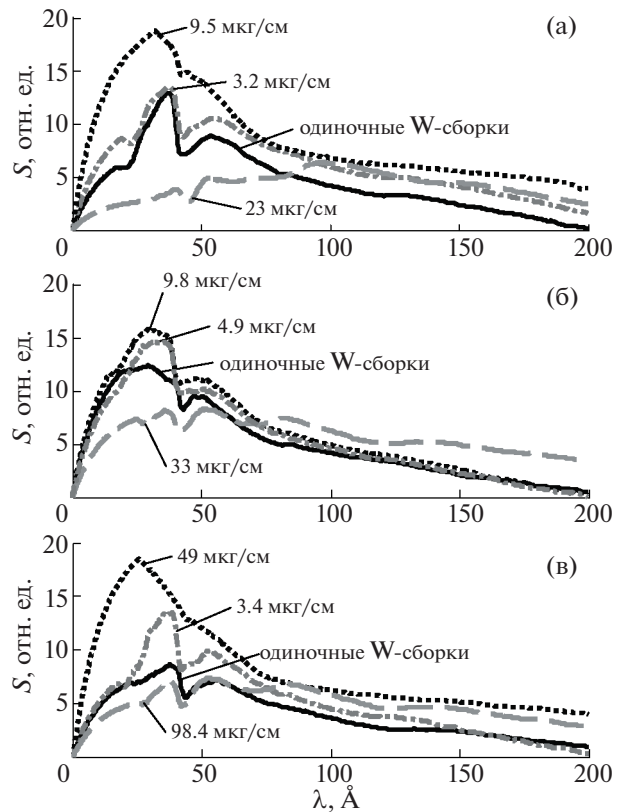 (а)
S, отн. ед.
20
15
10
5
0
50
100
150
200
9.5 мкг/см
3.2 мкг/см
одиночные W-сборки
23 мкг/см
(б)
S, отн. ед.
20
15
10
5
0
50
100
150
200
9.8 мкг/см
4.9 мкг/см
одиночные W-сборки
33 мкг/см
(в)
S, отн. ед.
20
15
10
5
0
50
100
150
200
49 мкг/см
3.4 мкг/см
одиночные W-сборки
98.4 мкг/см
λ, Å